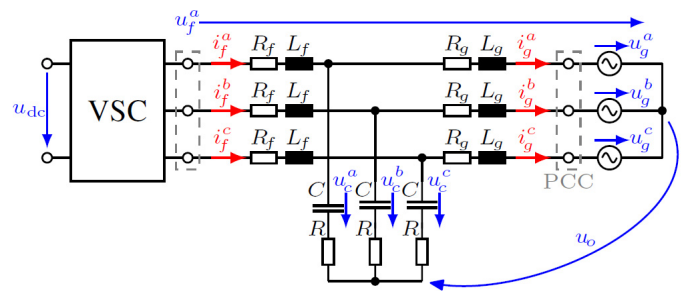 u_f^a
i_f^a R_f L_f R_g L_g i_g^a u_g^a
u_dc VSC i_f^b R_f L_f R_g L_g i_g^b u_g^b
i_f^c R_f L_f R_g L_g i_g^c u_g^c
PCC
C u_c^a C u_c^b C u_c^c
R R R u_o